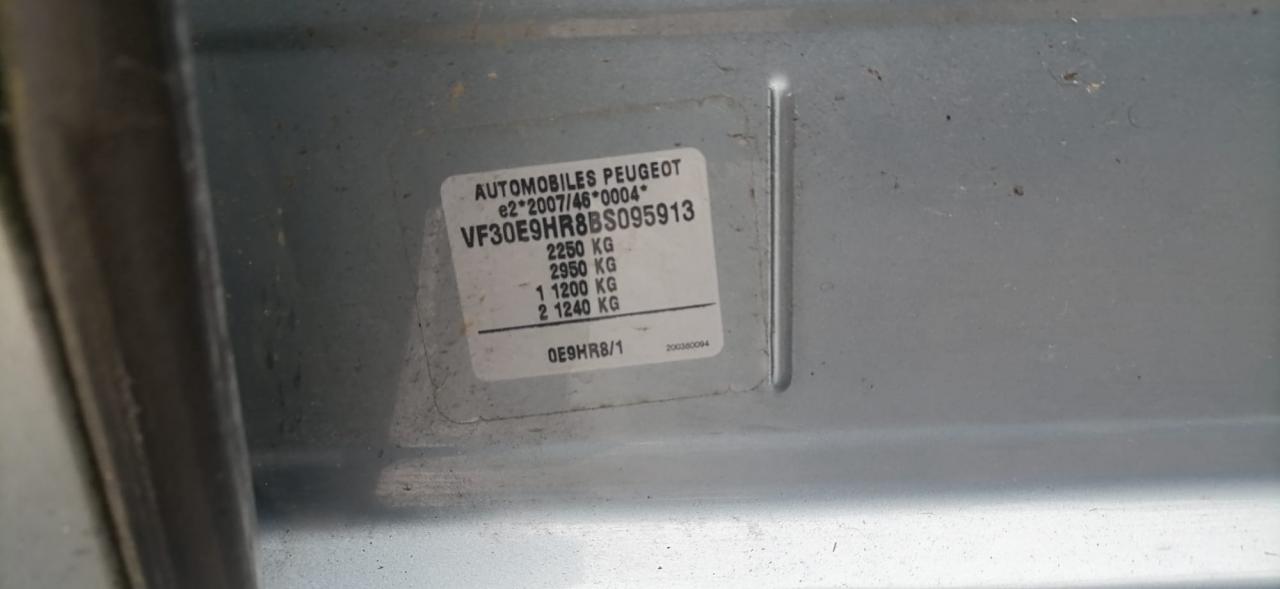 AUTOMOBILES PEUGEOT
e2*2007/46*0004*
VF30E9HR8BS095913
2250 KG
2950 KG
1 1200 KG
2 1240 KG
0E9HR8/1
200380094